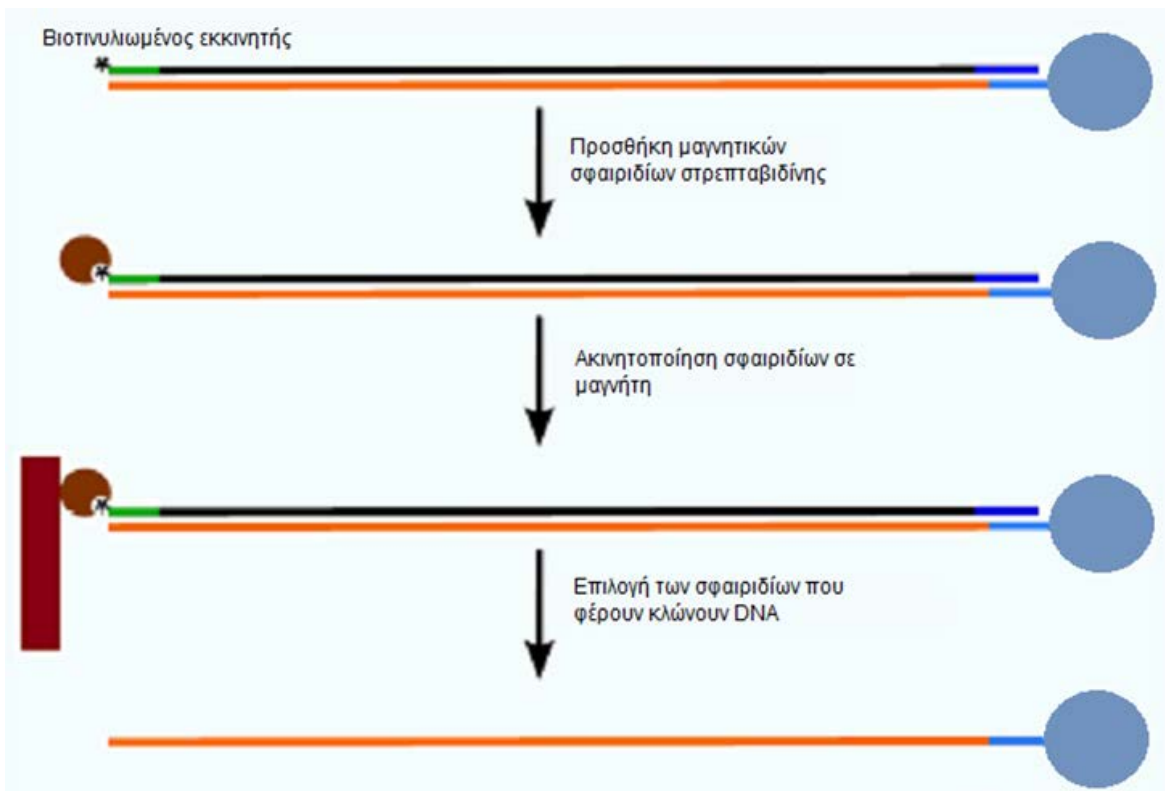 Βιοτινυλιωμένος εκκινητής
Προσθήκη μαγνητικών
σφαιριδίων στρεπταβιδίνης
Ακινητοποίηση σφαιριδίων σε
μαγνήτη
Επιλογή των σφαιριδίων που
φέρουν κλώνουν DNA